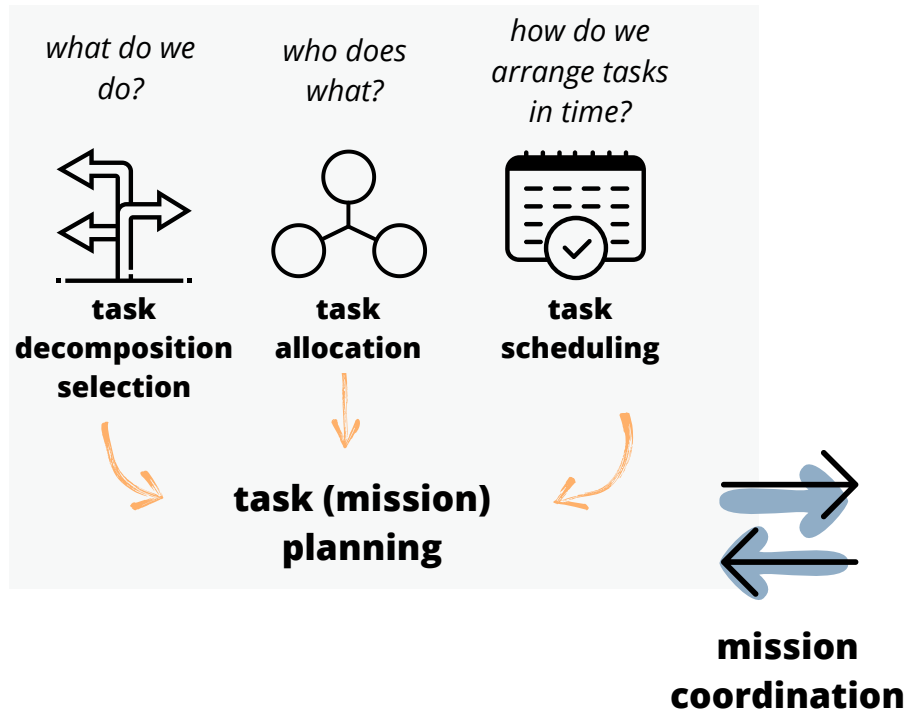 what do we
do?
who does
what?
how do we
arrange tasks
in time?
task
decomposition
selection
task
allocation
task
scheduling
task (mission)
planning
mission
coordination